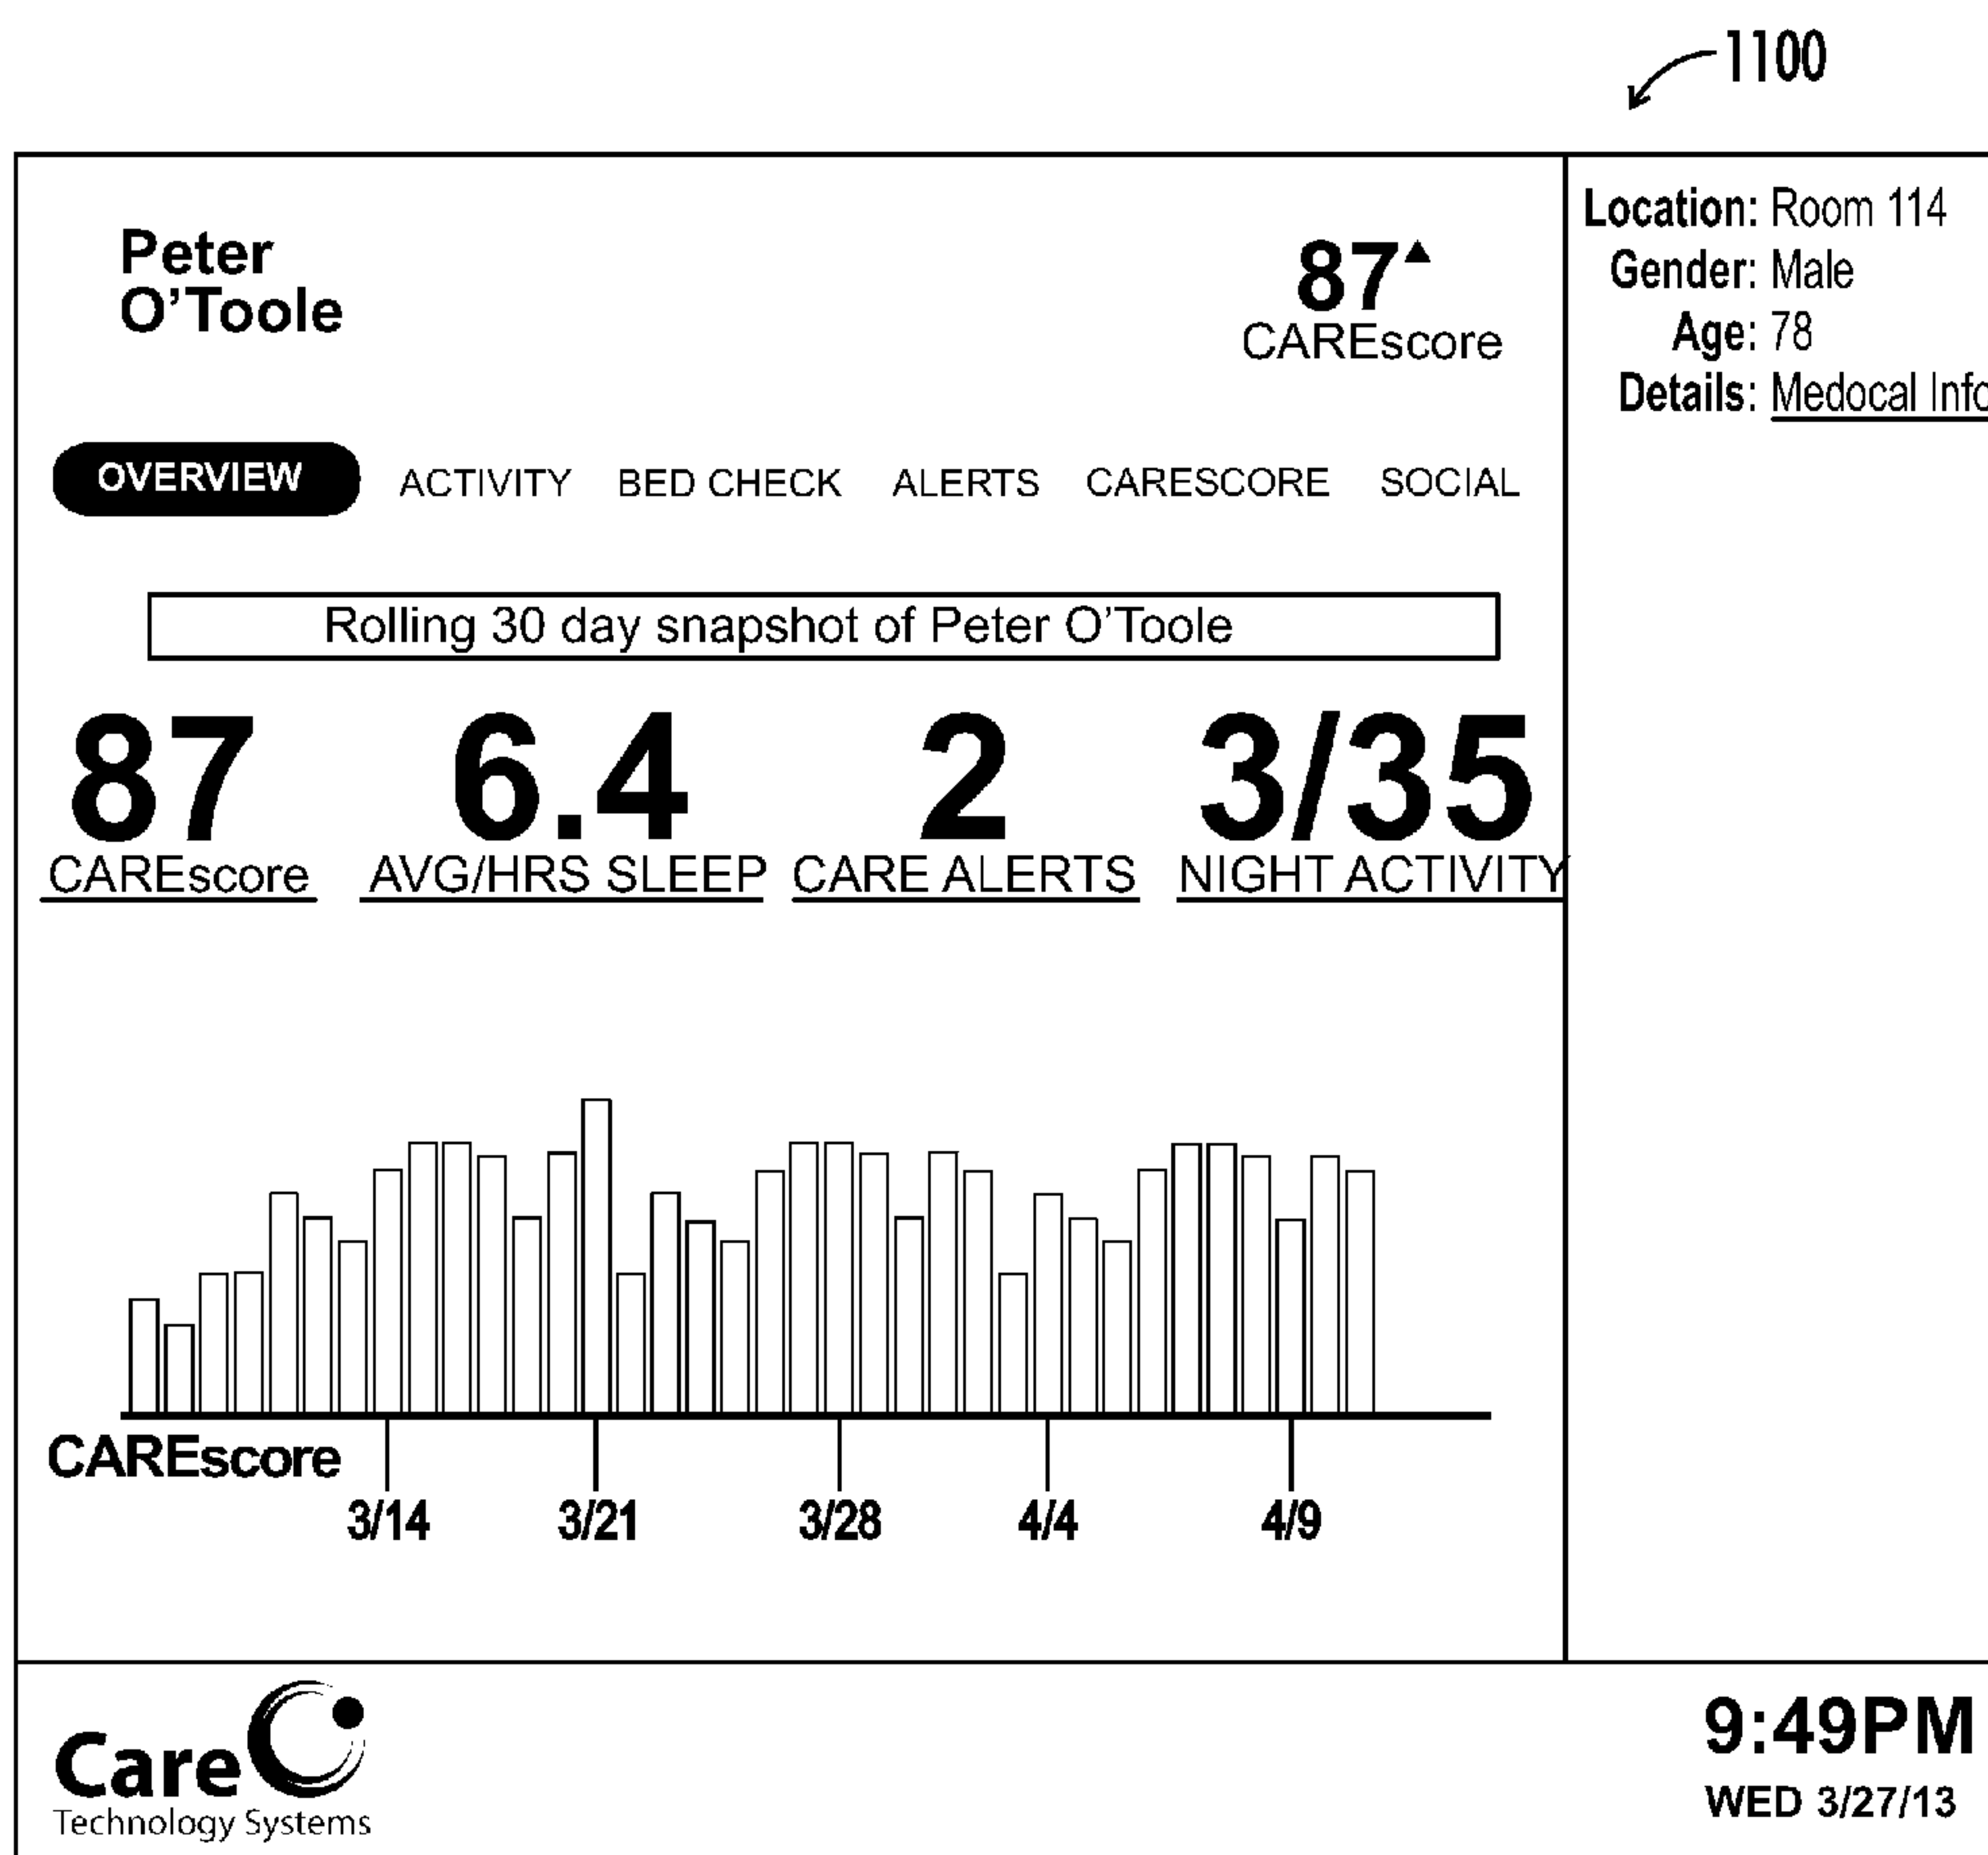 1100
Peter
O'Toole
87▲
CAREscore
Location: Room 114
Gender: Male
Age: 78
Details: Medocal Info
OVERVIEW ACTIVITY BED CHECK ALERTS CARESCORE SOCIAL
Rolling 30 day snapshot of Peter O'Toole
87 6.4 2 3/35
CAREscore AVG/HRS SLEEP CARE ALERTS NIGHT ACTIVITY
CAREscore
3/14 3/21 3/28 4/4 4/9
Care
Technology Systems
9:49PM
WED 3/27/13